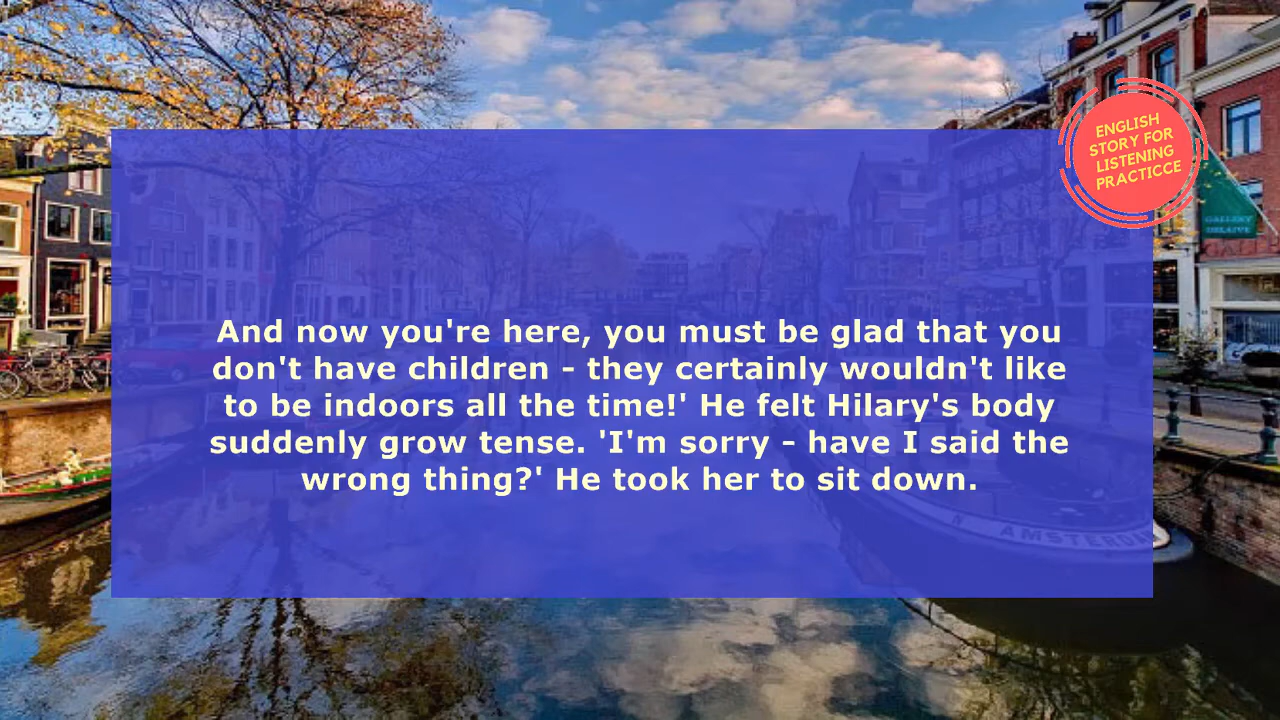 ENGLISH
STORY FOR
LISTENING
PRACTICCE
GALLERY
And now you're here, you must be glad that you
don't have children - they certainly wouldn't like
to be indoors all the time!' He felt Hilary's body
suddenly grow tense. 'I'm sorry - have I said the
wrong thing?' He took her to sit down.
N AMSTERDAM